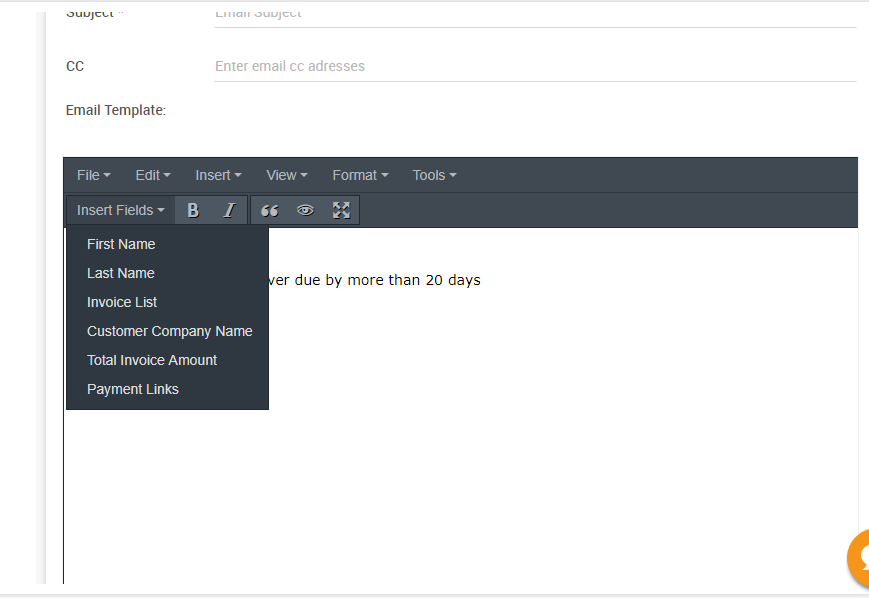 Subject *
Email Subject
CC
Enter email cc adresses
Email Template:
File Edit Insert View Format Tools
Insert Fields B I
First Name
Last Name
ver due by more than 20 days
Invoice List
Customer Company Name
Total Invoice Amount
Payment Links